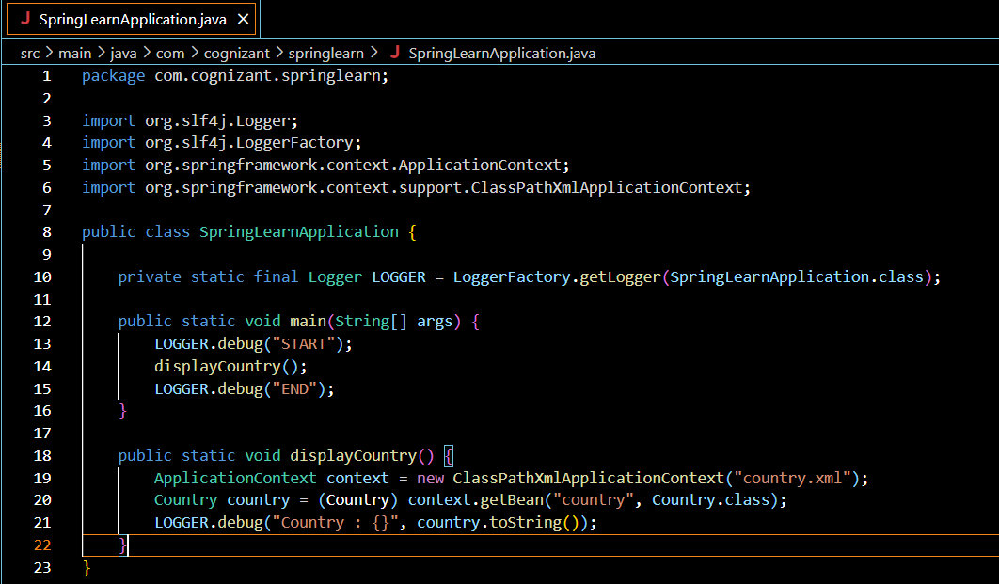 J SpringLearnApplication.java ×
src > main > java > com > cognizant > springlearn > J SpringLearnApplication.java
1 package com.cognizant.springlearn;
2
3 import org.slf4j.Logger;
4 import org.slf4j.LoggerFactory;
5 import org.springframework.context.ApplicationContext;
6 import org.springframework.context.support.ClassPathXmlApplicationContext;
7
8 public class SpringLearnApplication {
9
10     private static final Logger LOGGER = LoggerFactory.getLogger(SpringLearnApplication.class);
11
12     public static void main(String[] args) {
13         LOGGER.debug("START");
14         displayCountry();
15         LOGGER.debug("END");
16     }
17
18     public static void displayCountry() {
19         ApplicationContext context = new ClassPathXmlApplicationContext("country.xml");
20         Country country = (Country) context.getBean("country", Country.class);
21         LOGGER.debug("Country : {}", country.toString());
22     }
23 }